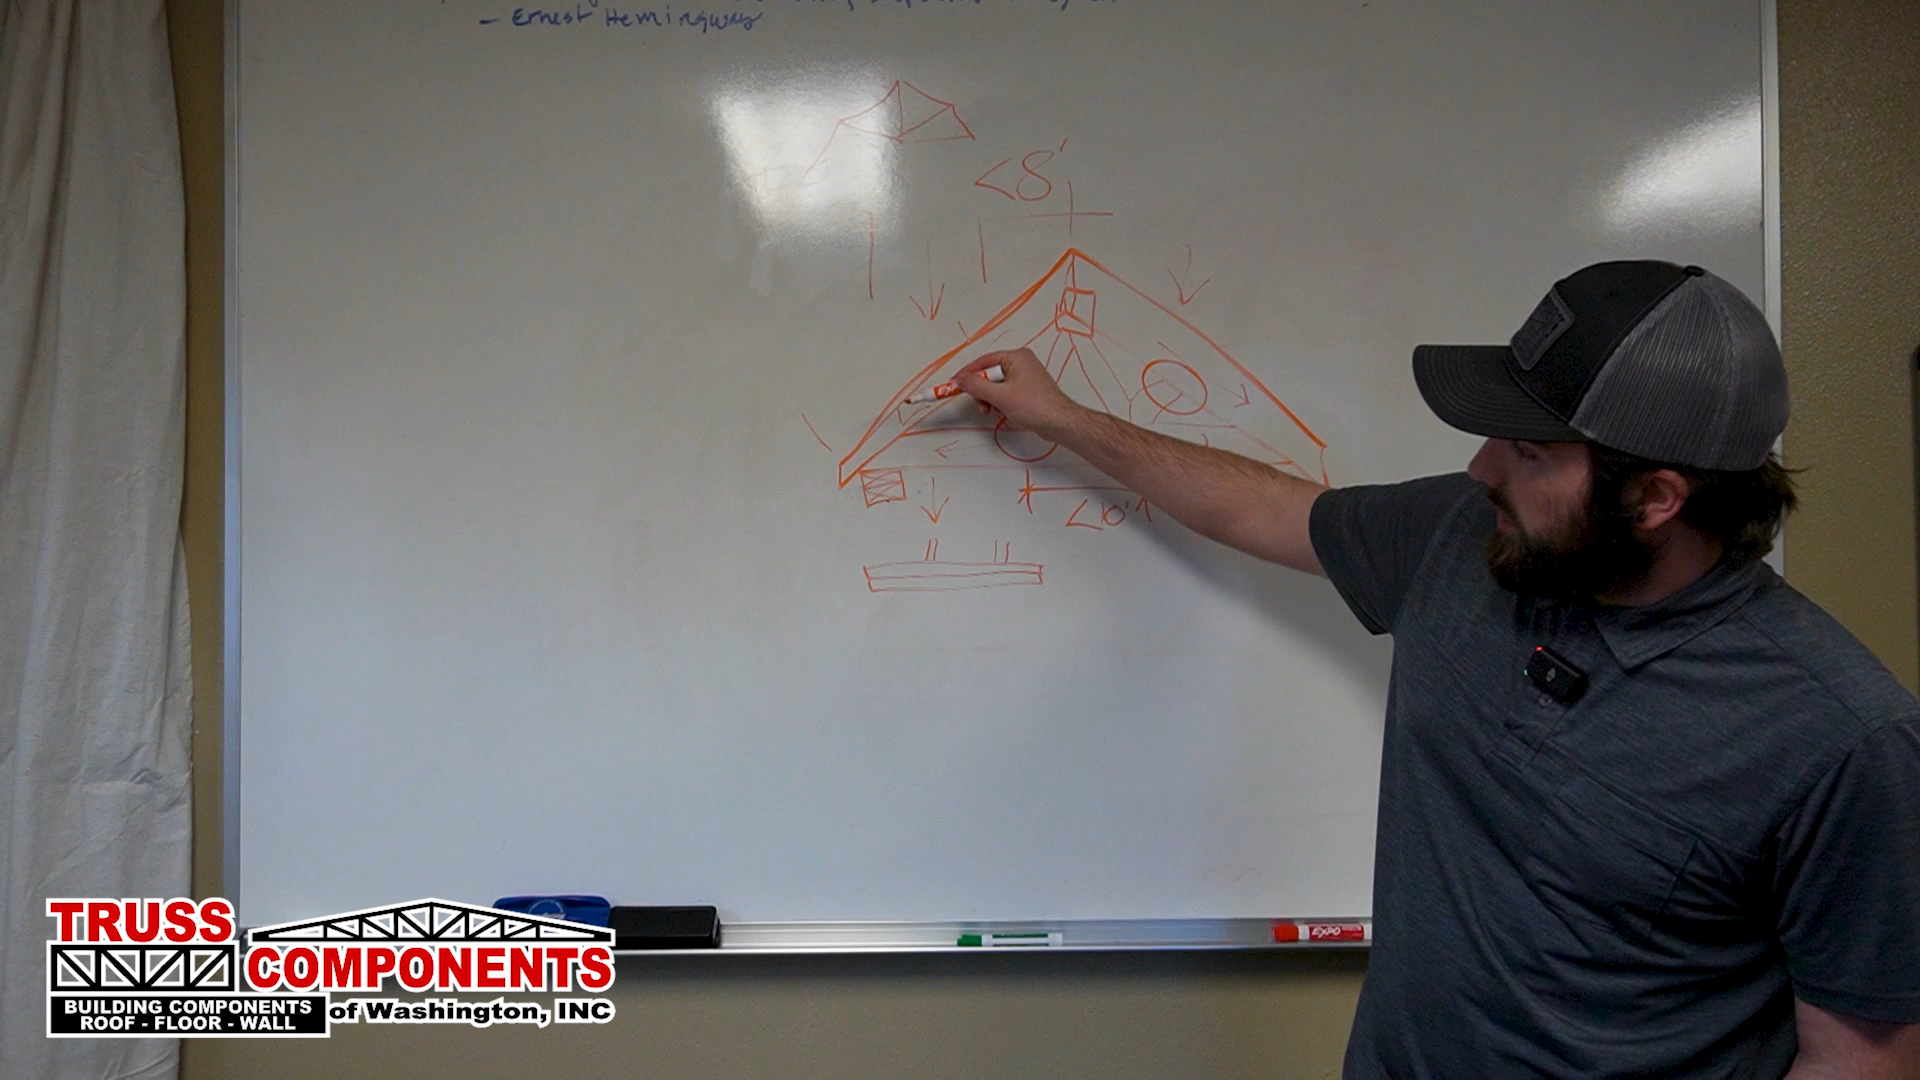 - Ernest Hemingway
<8'
<10'
EXPO
TRUSS
COMPONENTS
BUILDING COMPONENTS
ROOF - FLOOR - WALL
of Washington, INC